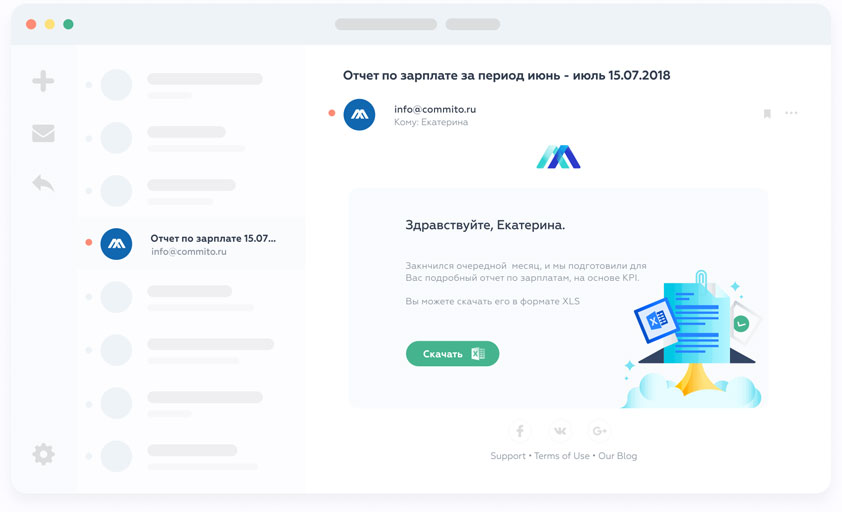 Отчет по зарплате 15.07...
info@commito.ru
Отчет по зарплате за период июнь - июль 15.07.2018
info@commito.ru
Кому: Екатерина
Здравствуйте, Екатерина.
Закнчился очередной месяц, и мы подготовили для
Вас подробный отчет по зарплатам, на основе KPI.
Вы можете скачать его в формате XLS
Скачать
Support • Terms of Use • Our Blog